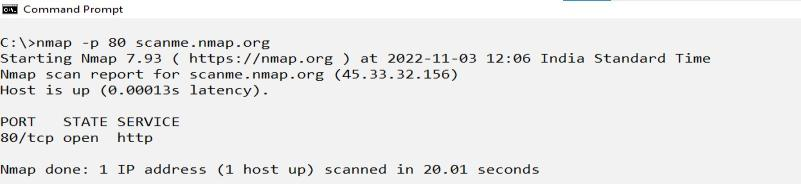 Command Prompt
C:\>nmap -p 80 scanme.nmap.org
Starting Nmap 7.93 ( https://nmap.org ) at 2022-11-03 12:06 India Standard Time
Nmap scan report for scanme.nmap.org (45.33.32.156)
Host is up (0.00013s latency).
PORT   STATE SERVICE
80/tcp open  http
Nmap done: 1 IP address (1 host up) scanned in 20.01 seconds